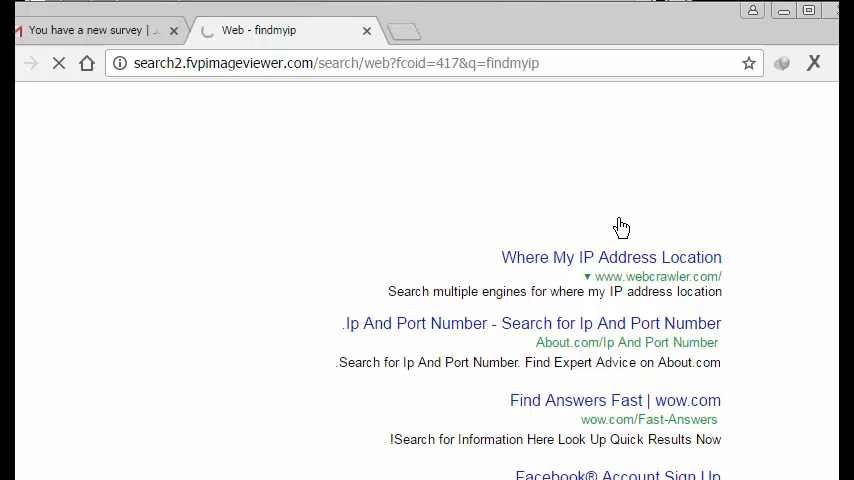 You have a new survey |
Web - findmyip
search2.fvpimageviewer.com/search/web?fcoid=417&q=findmyip
Where My IP Address Location
www.webcrawler.com/
Search multiple engines for where my IP address location
.Ip And Port Number - Search for Ip And Port Number
About.com/Ip And Port Number
.Search for Ip And Port Number. Find Expert Advice on About.com
Find Answers Fast | wow.com
wow.com/Fast-Answers
!Search for Information Here Look Up Quick Results Now
Facebook® Account Sign Up